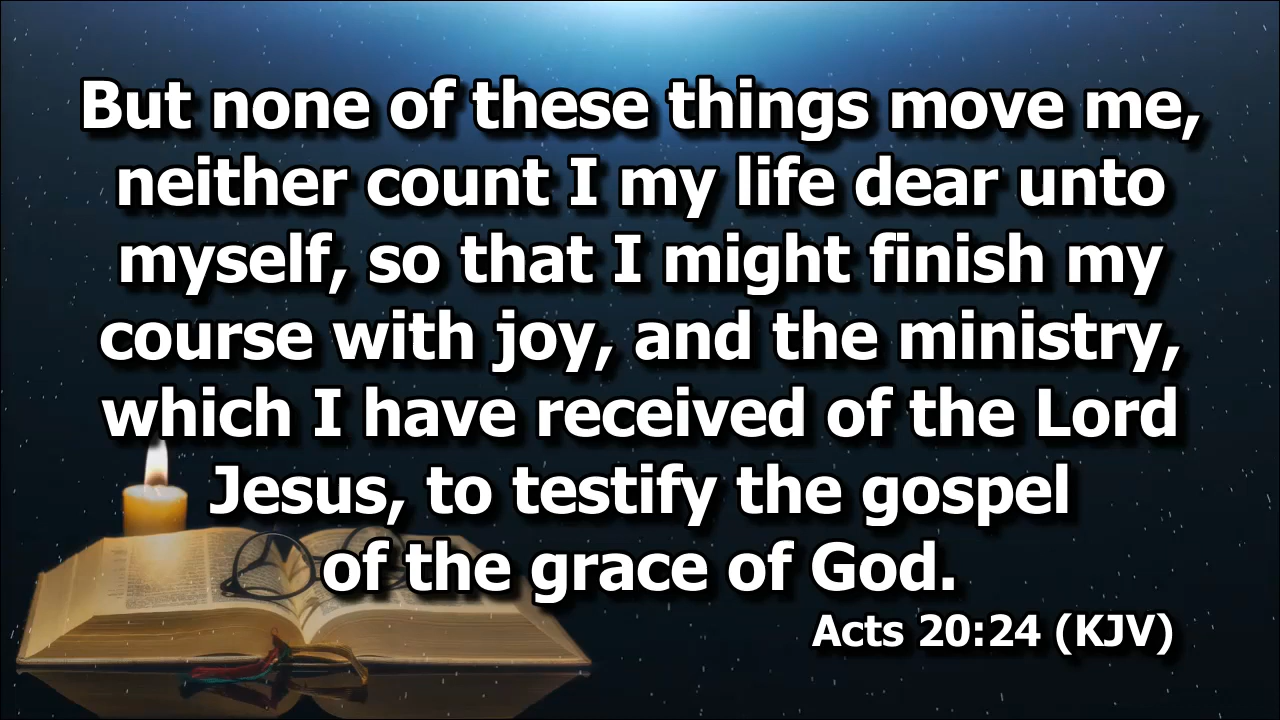 But none of these things move me,
neither count I my life dear unto
myself, so that I might finish my
course with joy, and the ministry,
which I have received of the Lord
Jesus, to testify the gospel
of the grace of God.
Acts 20:24 (KJV)